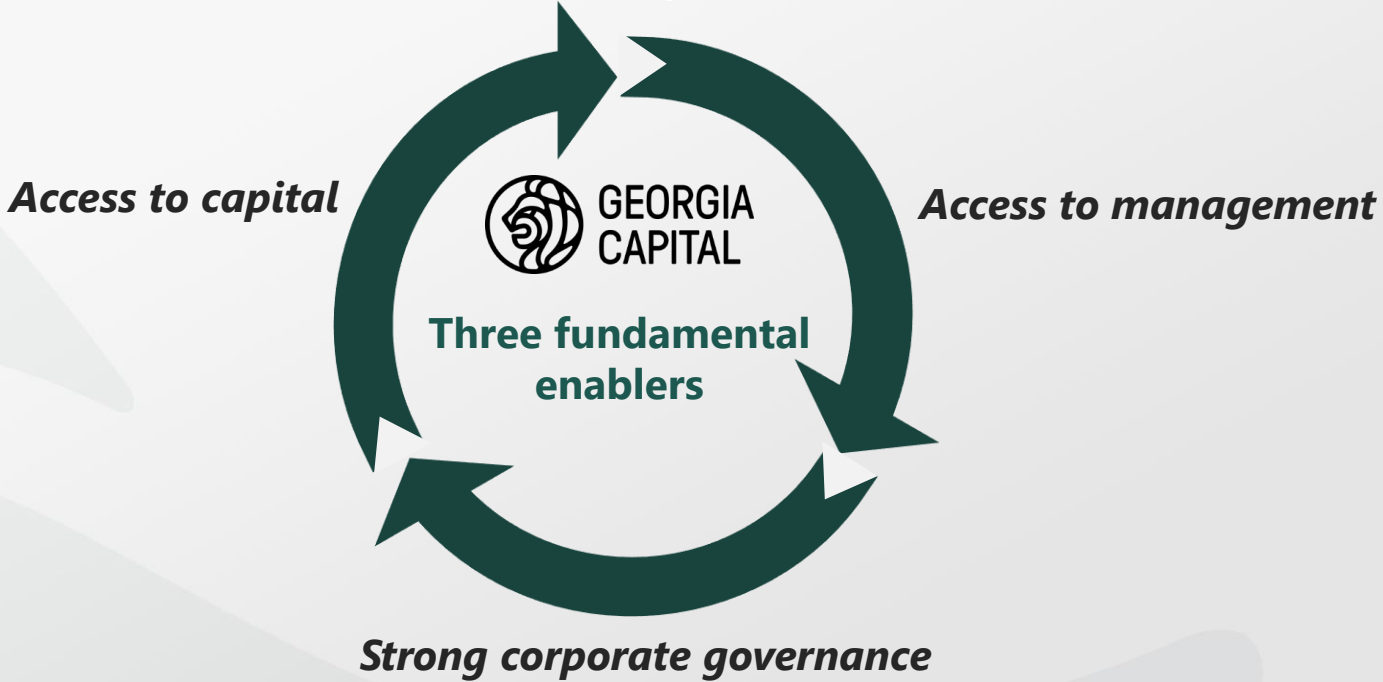 Access to capital
GEORGIA
CAPITAL
Access to management
Three fundamental
enablers
Strong corporate governance